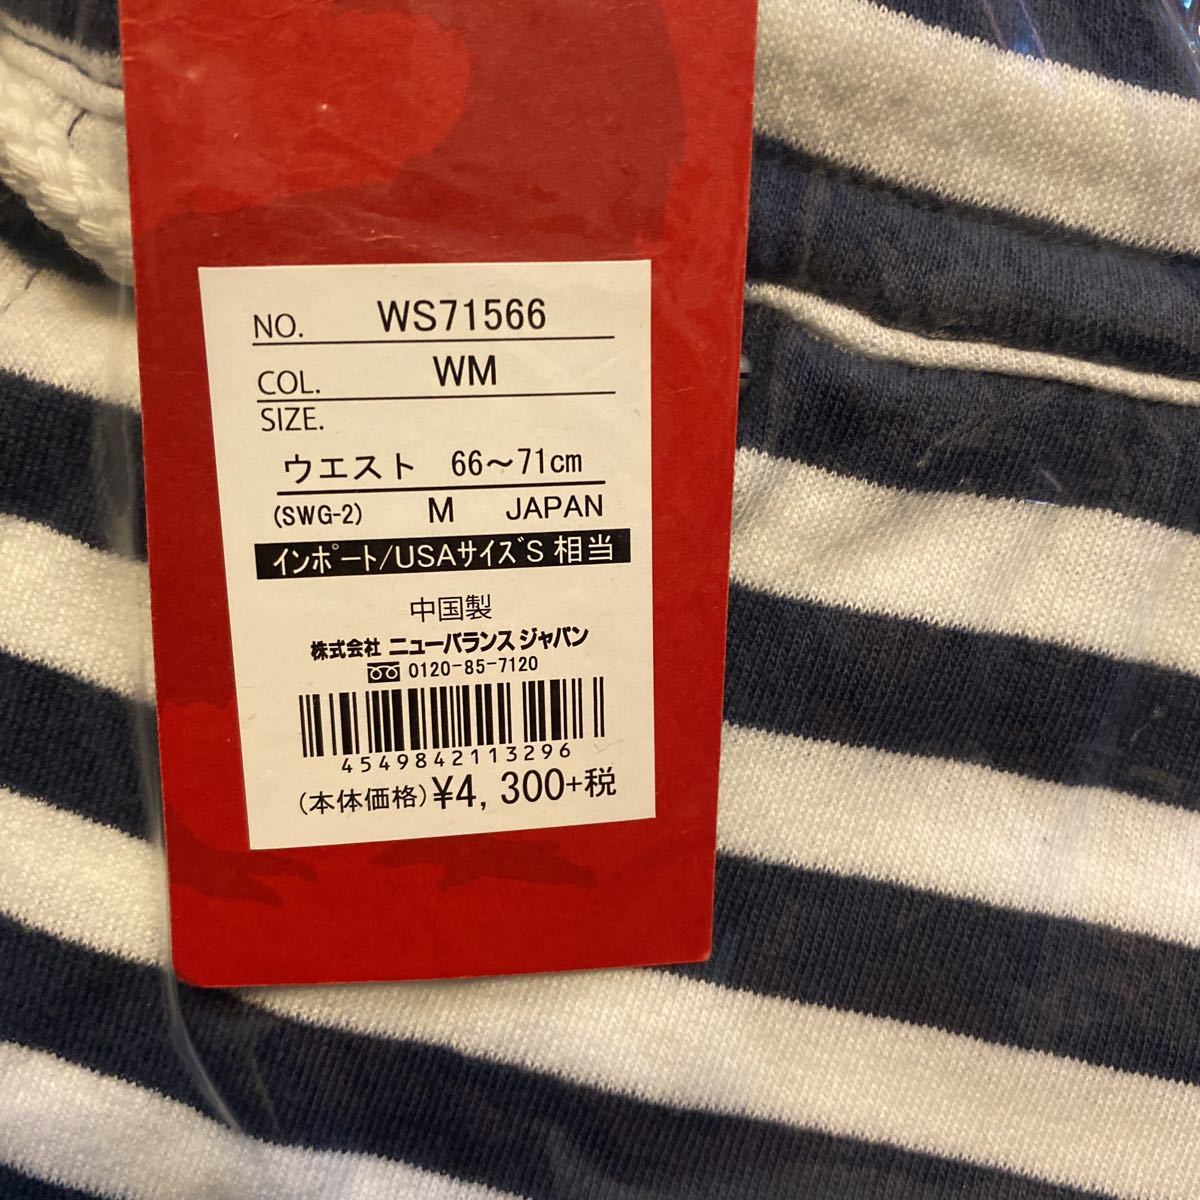 NO. WS71566
COL. WM
SIZE.
ウエスト 66～71cm
(SWG-2) M JAPAN
インポート/USAサイズS 相当
中国製
株式会社 ニューバランス ジャパン
0120-85-7120
4549842113296
(本体価格)¥4,300+税